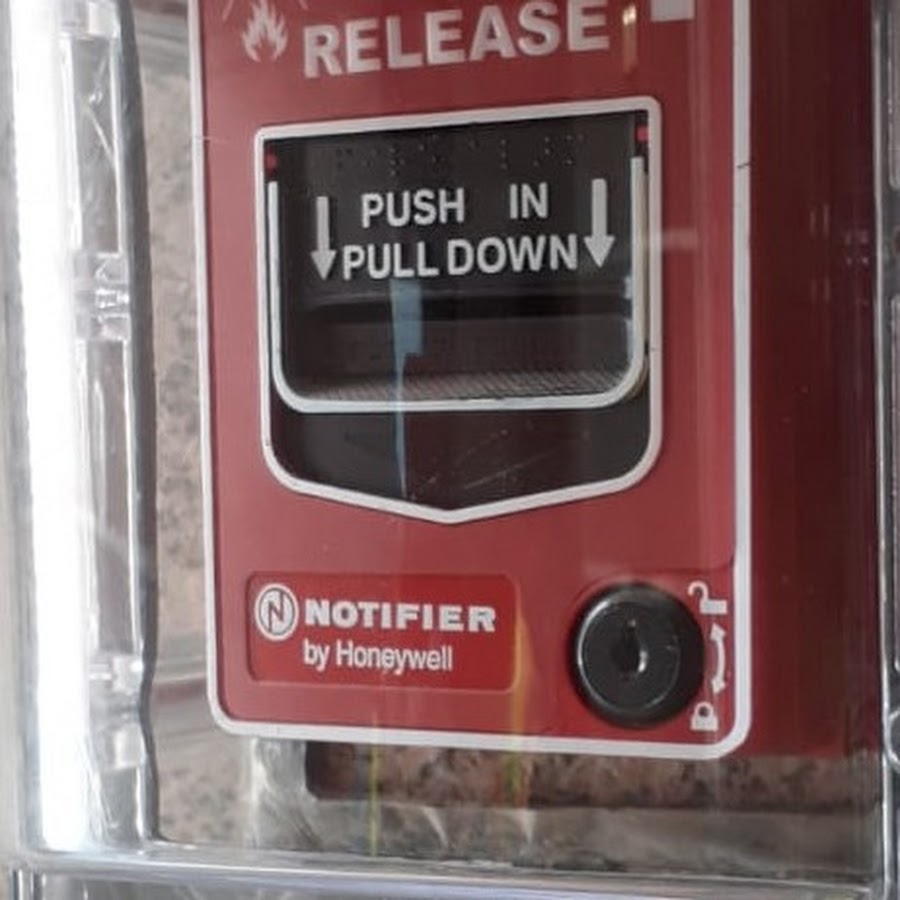 RELEASE
PUSH IN
PULL DOWN
NOTIFIER
by Honeywell